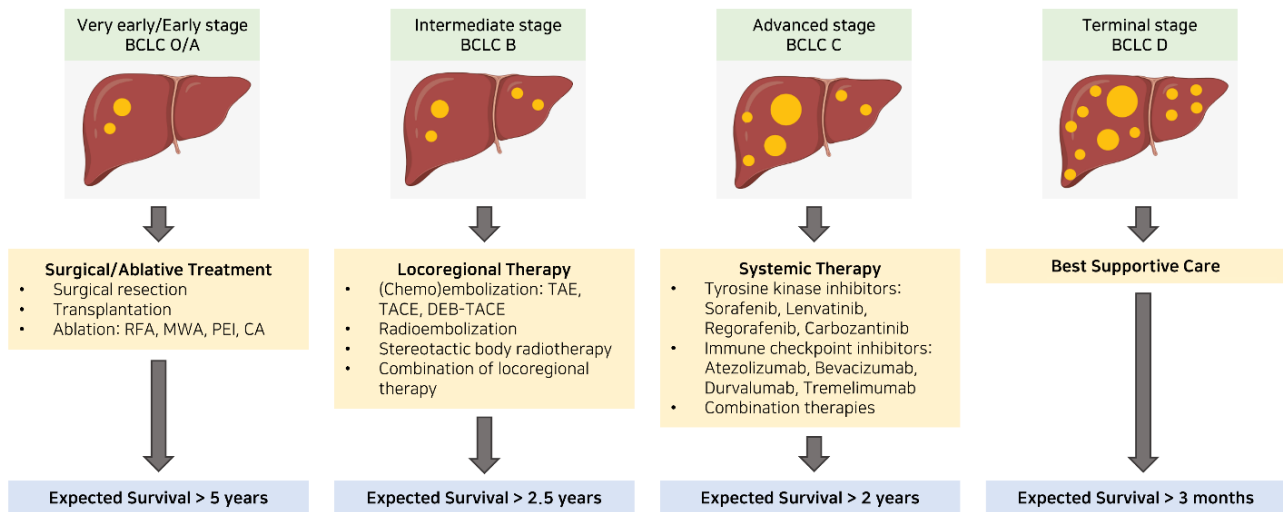 Very early/Early stage
BCLC O/A
Intermediate stage
BCLC B
Advanced stage
BCLC C
Terminal stage
BCLC D
Surgical/Ablative Treatment
• Surgical resection
• Transplantation
• Ablation: RFA, MWA, PEI, CA
Locoregional Therapy
• (Chemo)embolization: TAE,
TACE, DEB-TACE
• Radioembolization
• Stereotactic body radiotherapy
• Combination of locoregional
therapy
Systemic Therapy
• Tyrosine kinase inhibitors:
Sorafenib, Lenvatinib,
Regorafenib, Carbozantinib
• Immune checkpoint inhibitors:
Atezolizumab, Bevacizumab,
Durvalumab, Tremelimumab
• Combination therapies
Best Supportive Care
Expected Survival > 5 years
Expected Survival > 2.5 years
Expected Survival > 2 years
Expected Survival > 3 months